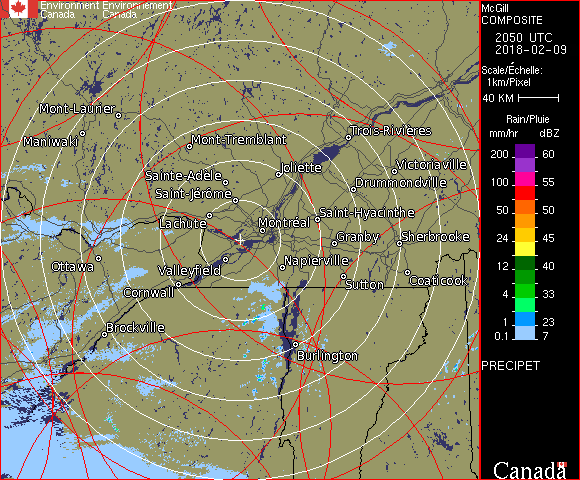 Environment Environnement
Canada Canada
McGill
COMPOSITE
2050 UTC
2018-02-09
Scale/Échelle:
1km/Pixel
40 KM
Rain/Pluie
mm/hr dBZ
200 60
100 55
50 50
24 45
12 40
4 33
1 23
0.1 7
PRECIPET
Canada
Mont-Laurier
Maniwaki
Mont-Tremblant
Trois-Rivières
Joliette
Victoriaville
Sainte-Adèle
Drummondville
Saint-Jérôme
Saint-Hyacinthe
Lachute
Montréal
Granby
Sherbrooke
Ottawa
Valleyfield
Napierville
Cornwall
Sutton
Coaticook
Brockville
Burlington